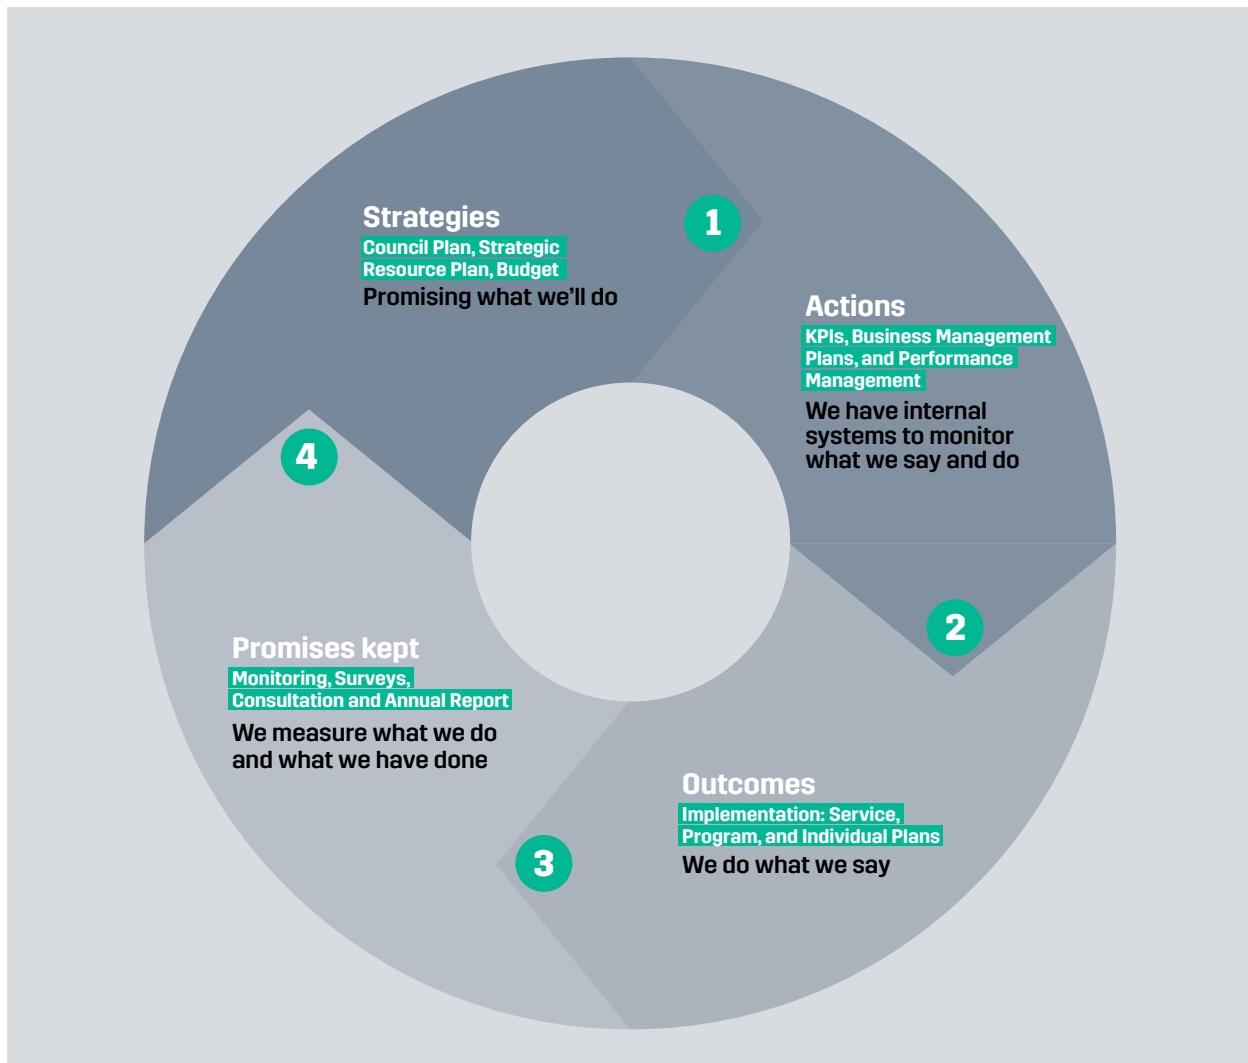 Strategies
Council Plan, Strategic
Resource Plan, Budget
Promising what we'll do
1
Actions
KPIs, Business Management
Plans, and Performance
Management
We have internal
systems to monitor
what we say and do
2
Outcomes
Implementation: Service,
Program, and Individual Plans
We do what we say
3
Promises kept
Monitoring, Surveys,
Consultation and Annual Report
We measure what we do
and what we have done
4